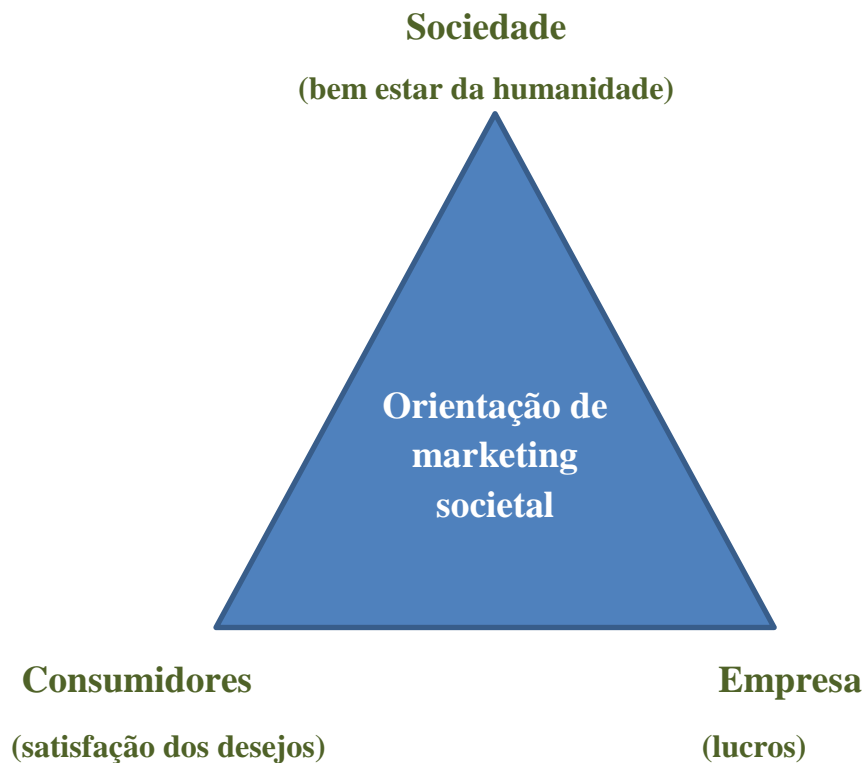 Sociedade
(bem estar da humanidade)
Orientação de
marketing
societal
Consumidores
Empresa
(satisfação dos desejos)
(lucros)